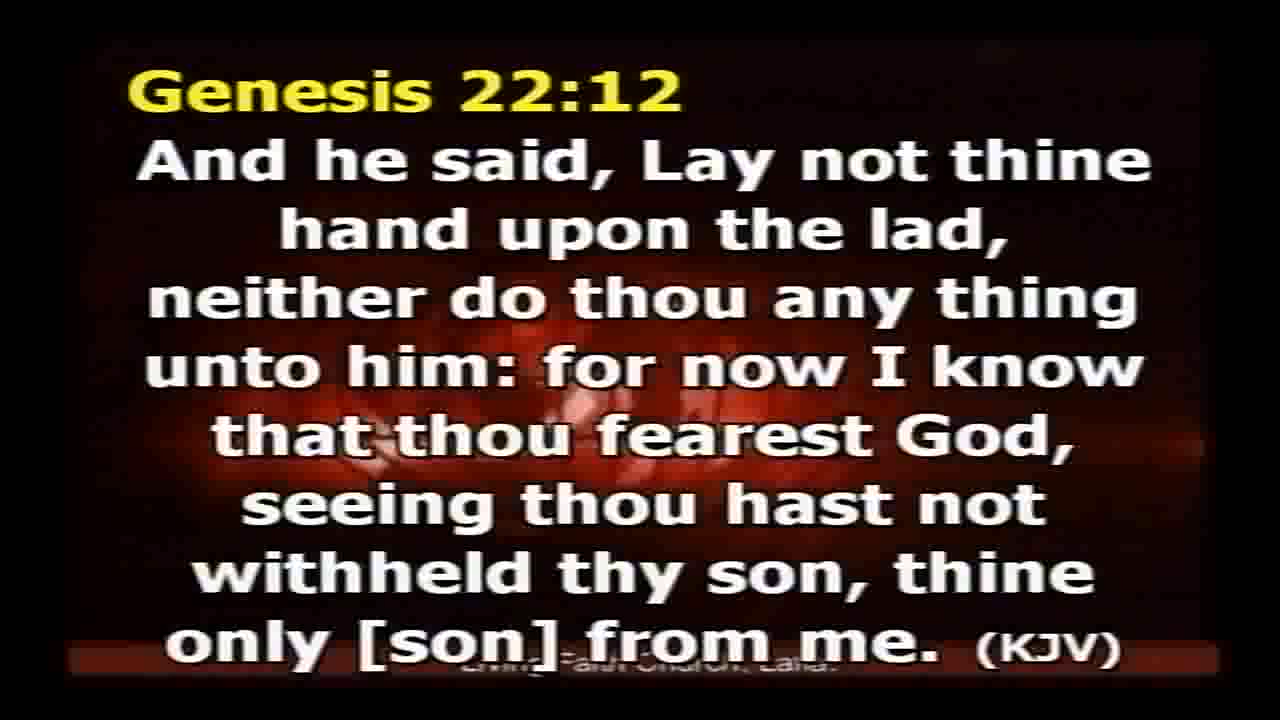 Genesis 22:12
And he said, Lay not thine
hand upon the lad,
neither do thou any thing
unto him: for now I know
that thou fearest God,
seeing thou hast not
withheld thy son, thine
only [son] from me. (KJV)
Faith Church,